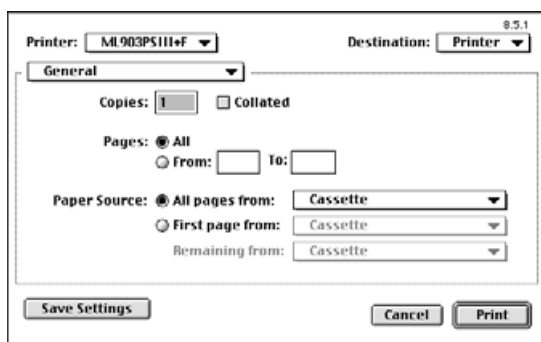 8.5.1
Printer: ML903PSIII+F Destination: Printer
General
Copies: 1 Collated
Pages: All
From: To:
Paper Source: All pages from: Cassette
First page from: Cassette
Remaining from: Cassette
Save Settings Cancel Print